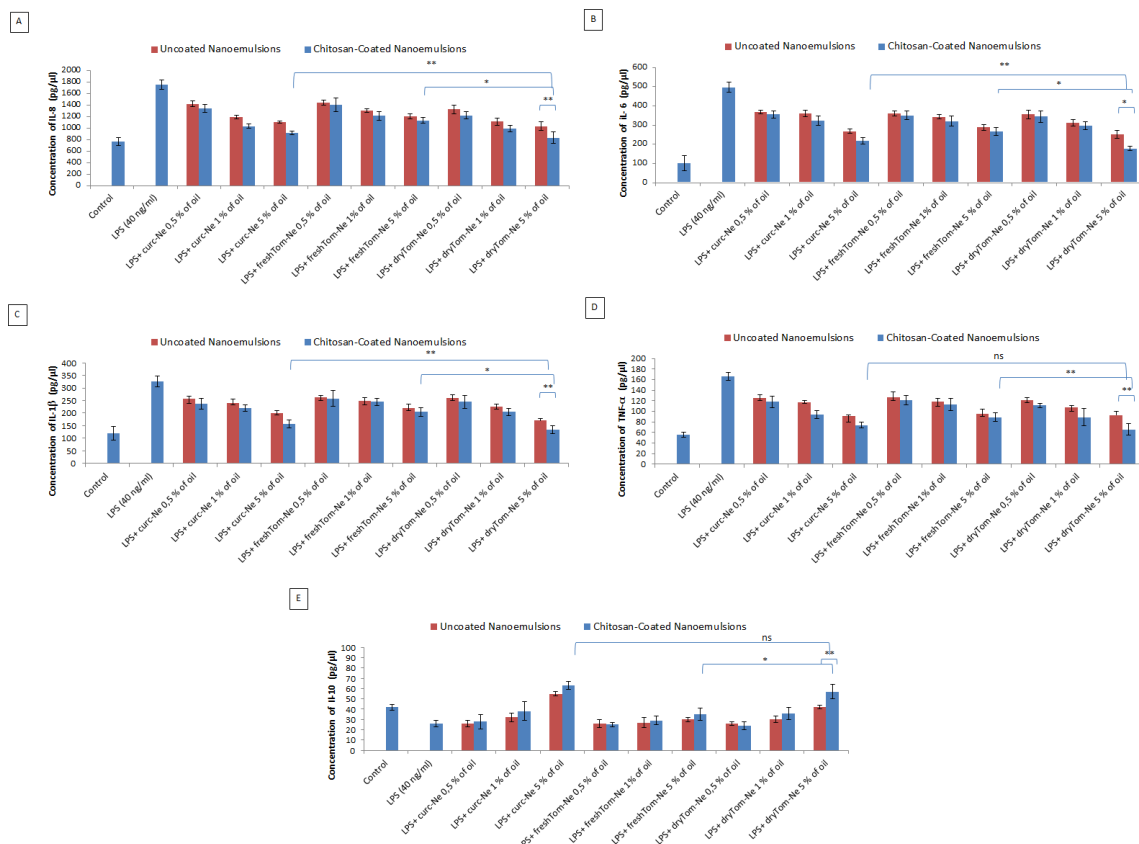 A
Uncoated Nanoemulsions Chitosan-Coated Nanoemulsions
Concentration of IL-8 (pg/µl)
2000
1800
1600
1400
1200
1000
800
600
400
200
0
**
*
**
Control
LPS (40 ng/ml)
LPS+ curc-Ne 0,5 % of oil
LPS+ curc-Ne 1 % of oil
LPS+ curc-Ne 5 % of oil
LPS+ freshTom-Ne 0,5 % of oil
LPS+ freshTom-Ne 1% of oil
LPS+ freshTom-Ne 5 % of oil
LPS+ dryTom-Ne 0,5 % of oil
LPS+ dryTom-Ne 1 % of oil
LPS+ dryTom-Ne 5 % of oil
B
Uncoated Nanoemulsions Chitosan-Coated Nanoemulsions
Concentration of iL- 6 (pg/µl)
600
500
400
300
200
100
0
**
*
*
Control
LPS (40 ng/ml)
LPS+ curc-Ne 0,5 % of oil
LPS+ curc-Ne 1 % of oil
LPS+ curc-Ne 5 % of oil
LPS+ freshTom-Ne 0,5 % of oil
LPS+ freshTom-Ne 1% of oil
LPS+ freshTom-Ne 5 % of oil
LPS+ dryTom-Ne 0,5 % of oil
LPS+ dryTom-Ne 1 % of oil
LPS+ dryTom-Ne 5 % of oil
C
Uncoated Nanoemulsions Chitosan-Coated Nanoemulsions
Concentration of IL-1β (pg/µl)
400
350
300
250
200
150
100
50
0
**
*
**
Control
LPS (40 ng/ml)
LPS+ curc-Ne 0,5 % of oil
LPS+ curc-Ne 1 % of oil
LPS+ curc-Ne 5 % of oil
LPS+ freshTom-Ne 0,5 % of oil
LPS+ freshTom-Ne 1% of oil
LPS+ freshTom-Ne 5 % of oil
LPS+ dryTom-Ne 0,5 % of oil
LPS+ dryTom-Ne 1 % of oil
LPS+ dryTom-Ne 5 % of oil
D
Uncoated Nanoemulsions Chitosan-Coated Nanoemulsions
Concentration of TNF-α (pg/µl)
200
180
160
140
120
100
80
60
40
20
0
ns
**
**
Control
LPS (40 ng/ml)
LPS+ curc-Ne 0,5 % of oil
LPS+ curc-Ne 1 % of oil
LPS+ curc-Ne 5 % of oil
LPS+ freshTom-Ne 0,5 % of oil
LPS+ freshTom-Ne 1% of oil
LPS+ freshTom-Ne 5 % of oil
LPS+ dryTom-Ne 0,5 % of oil
LPS+ dryTom-Ne 1 % of oil
LPS+ dryTom-Ne 5 % of oil
E
Uncoated Nanoemulsions Chitosan-Coated Nanoemulsions
Concentration of Il-10 (pg/µl)
100
90
80
70
60
50
40
30
20
10
0
ns
*
**
Control
LPS (40 ng/ml)
LPS+ curc-Ne 0,5 % of oil
LPS+ curc-Ne 1 % of oil
LPS+ curc-Ne 5 % of oil
PS+ freshTom-Ne 0,5 % of oil
LPS+ freshTom-Ne 1% of oil
LPS+ freshTom-Ne 5 % of oil
LPS+ dryTom-Ne 0,5 % of oil
LPS+ dryTom-Ne 1 % of oil
LPS+ dryTom-Ne 5 % of oil